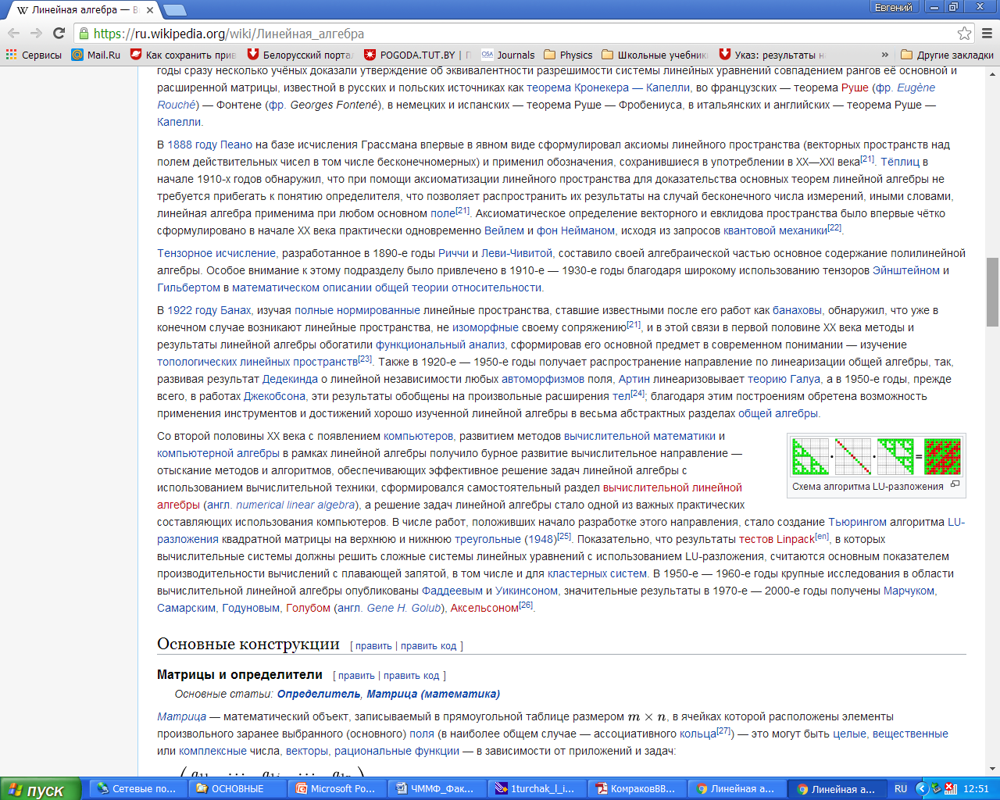 Линейная алгебра — В
Евгений
https://ru.wikipedia.org/wiki/Линейная_алгебра
Сервисы Mail.Ru Как сохранить прив Белорусский порта POGODA.TUT.BY | Г OSA Journals Physics Школьные учебник Указ: результаты н » Другие закладки
годы сразу несколько учёных доказали утверждение об эквивалентности разрешимости системы линейных уравнений совпадением рангов её основной и
расширенной матрицы, известной в русских и польских источниках как теорема Кронекера — Капелли, во французских — теорема Руше (фр. Eugène
Rouché) — Фонтене (фр. Georges Fontené), в немецких и испанских — теорема Руше — Фробениуса, в итальянских и английских — теорема Руше —
Капелли.
В 1888 году Пеано на базе исчисления Грассмана впервые в явном виде сформулировал аксиомы линейного пространства (векторных пространств над
полем действительных чисел в том числе бесконечномерных) и применил обозначения, сохранившиеся в употреблении в XX—XXI века[21]. Тёплиц в
начале 1910-х годов обнаружил, что при помощи аксиоматизации линейного пространства для доказательства основных теорем линейной алгебры не
требуется прибегать к понятию определителя, что позволяет распространить их результаты на случай бесконечного числа измерений, иными словами,
линейная алгебра применима при любом основном поле[21]. Аксиоматическое определение векторного и евклидова пространства было впервые чётко
сформулировано в начале XX века практически одновременно Вейлем и фон Нейманом, исходя из запросов квантовой механики[22].
Тензорное исчисление, разработанное в 1890-е годы Риччи и Леви-Чивитой, составило своей алгебраической частью основное содержание полилинейной
алгебры. Особое внимание к этому подразделу было привлечено в 1910-е — 1930-е годы благодаря широкому использованию тензоров Эйнштейном и
Гильбертом в математическом описании общей теории относительности.
В 1922 году Банах, изучая полные нормированные линейные пространства, ставшие известными после его работ как банаховы, обнаружил, что уже в
конечном случае возникают линейные пространства, не изоморфные своему сопряжению[21], и в этой связи в первой половине XX века методы и
результаты линейной алгебры обогатили функциональный анализ, сформировав его основной предмет в современном понимании — изучение
топологических линейных пространств[23]. Также в 1920-е — 1950-е годы получает распространение направление по линеаризации общей алгебры, так,
развивая результат Дедекинда о линейной независимости любых автоморфизмов поля, Артин линеаризовывает теорию Галуа, а в 1950-е годы, прежде
всего, в работах Джекобсона, эти результаты обобщены на произвольные расширения тел[24]; благодаря этим построениям обретена возможность
применения инструментов и достижений хорошо изученной линейной алгебры в весьма абстрактных разделах общей алгебры.
Со второй половины XX века с появлением компьютеров, развитием методов вычислительной математики и
компьютерной алгебры в рамках линейной алгебры получило бурное развитие вычислительное направление —
отыскание методов и алгоритмов, обеспечивающих эффективное решение задач линейной алгебры с
использованием вычислительной техники, сформировался самостоятельный раздел вычислительной линейной
алгебры (англ. numerical linear algebra), а решение задач линейной алгебры стало одной из важных практических
составляющих использования компьютеров. В числе работ, положивших начало разработке этого направления, стало создание Тьюрингом алгоритма LU-
разложения квадратной матрицы на верхнюю и нижнюю треугольные (1948)[25]. Показательно, что результаты тестов Linpack[en], в которых
вычислительные системы должны решить сложные системы линейных уравнений с использованием LU-разложения, считаются основным показателем
производительности вычислений с плавающей запятой, в том числе и для кластерных систем. В 1950-е — 1960-е годы крупные исследования в области
вычислительной линейной алгебры опубликованы Фаддеевым и Уикинсоном, значительные результаты в 1970-е — 2000-е годы получены Марчуком,
Самарским, Годуновым, Голубом (англ. Gene H. Golub), Аксельсоном[26].
· · =
Схема алгоритма LU-разложения
Основные конструкции [ править | править код ]
Матрицы и определители [ править | править код ]
Основные статьи: Определитель, Матрица (математика)
Матрица — математический объект, записываемый в прямоугольной таблице размером m × n, в ячейках которой расположены элементы
произвольного заранее выбранного (основного) поля (в наиболее общем случае — ассоциативного кольца[27]) — это могут быть целые, вещественные
или комплексные числа, векторы, рациональные функции — в зависимости от приложений и задач:
пуск Сетевые по... ОСНОВНЫЕ Microsoft Po... ЧММФ_Фак... 1turchak_l_i... КомраковВВ... Линейная а... Линейная а... RU 12:51